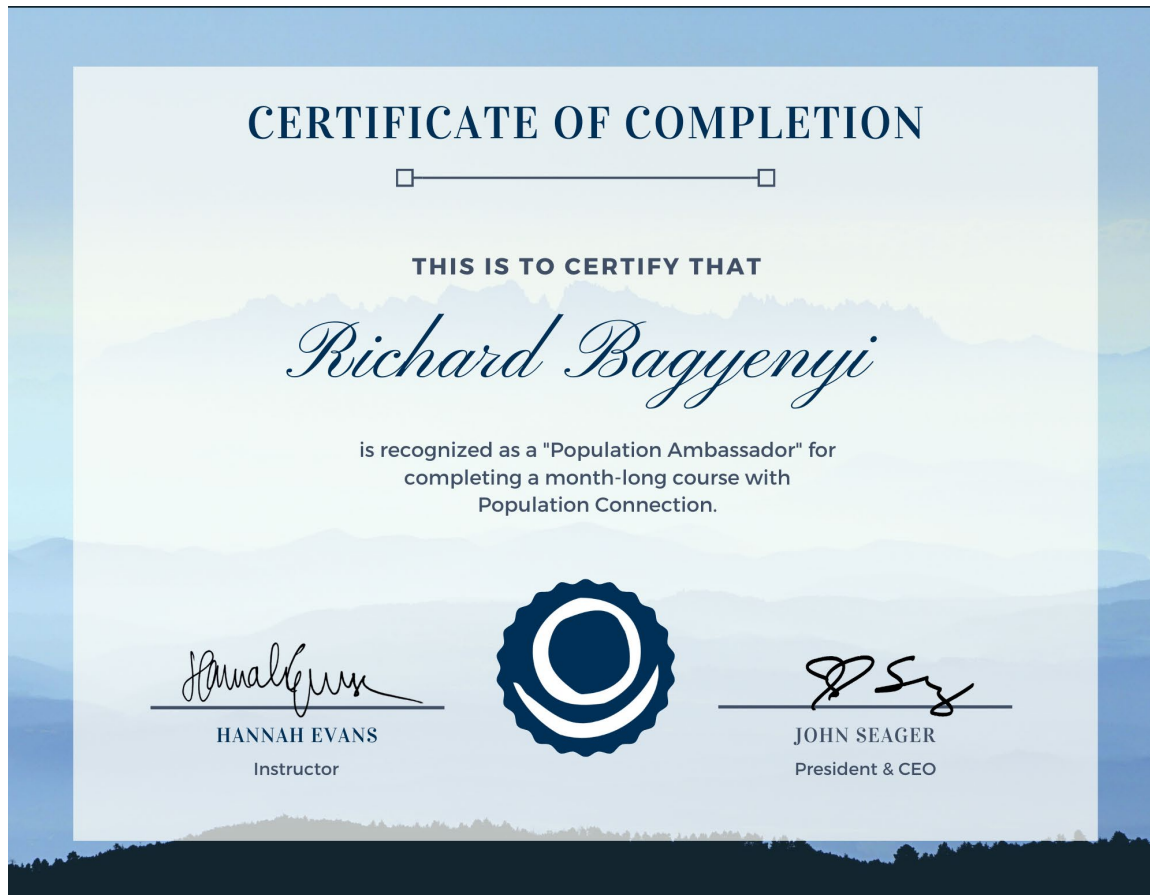 CERTIFICATE OF COMPLETION
THIS IS TO CERTIFY THAT
Richard Bagyenyi
is recognized as a "Population Ambassador" for
completing a month-long course with
Population Connection.
HANNAH EVANS
Instructor
JOHN SEAGER
President & CEO